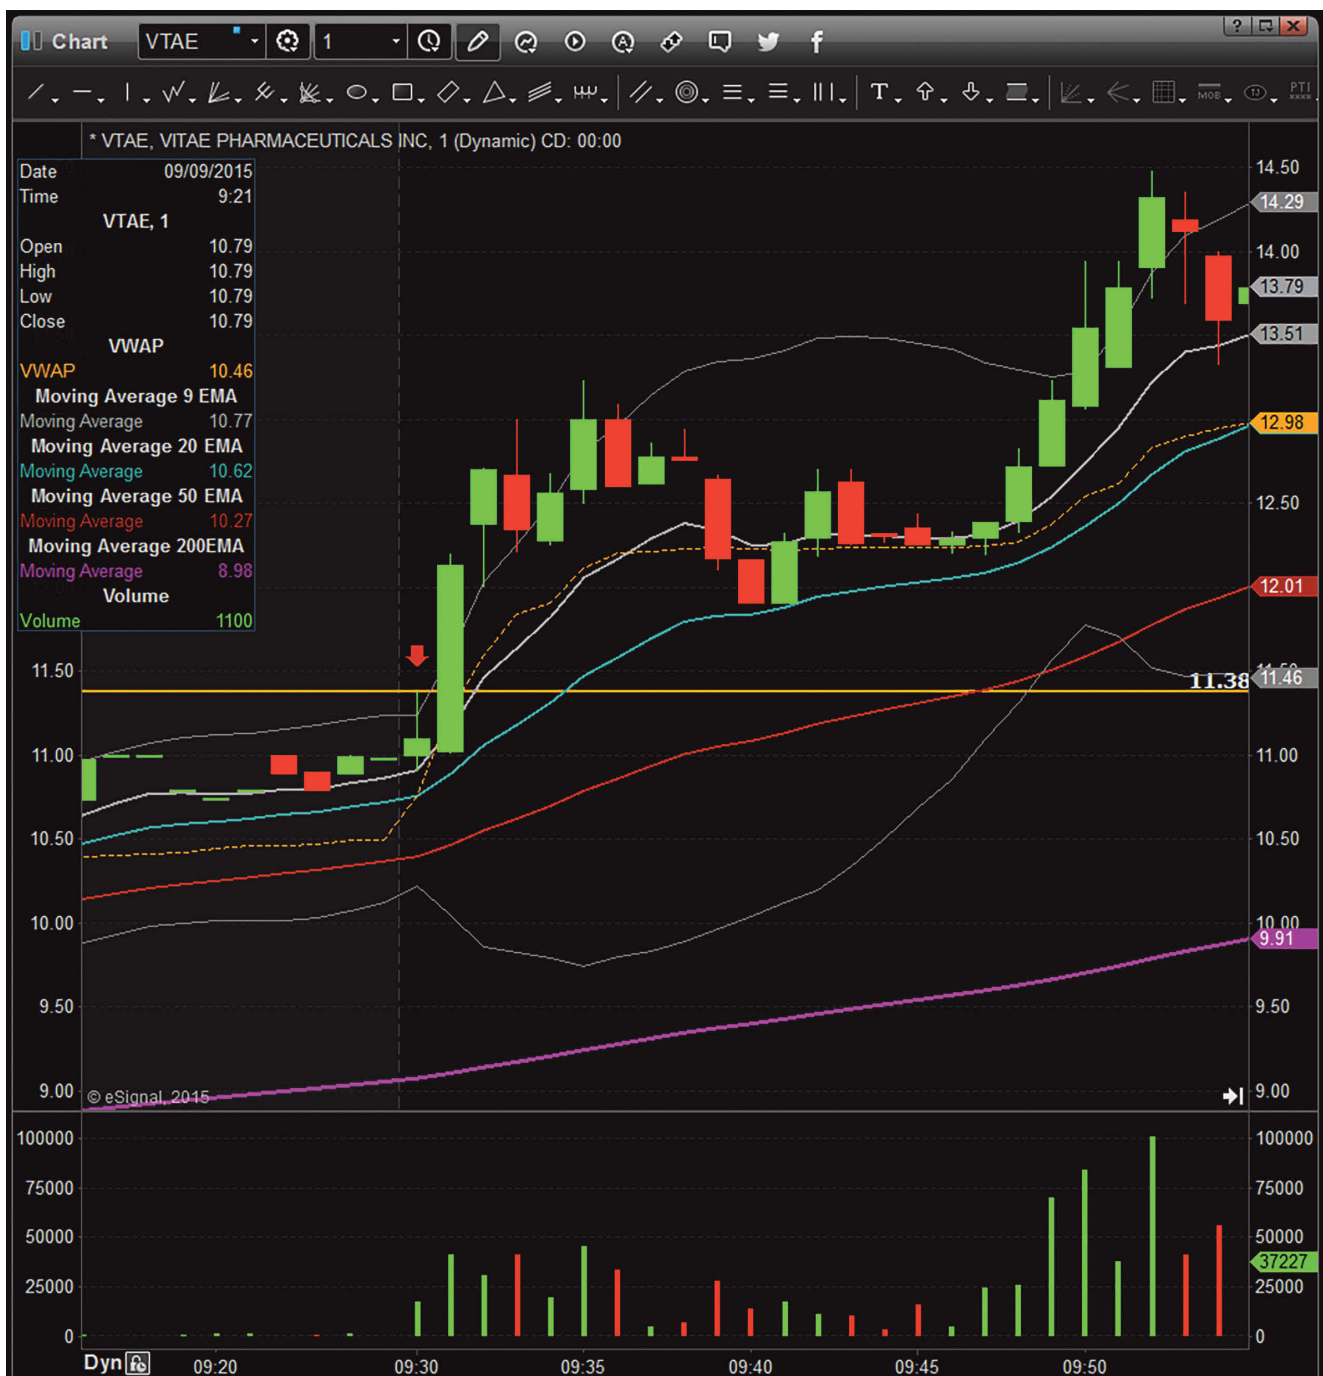 Chart VTAE 1
T MOB TJ PTI
* VTAE, VITAE PHARMACEUTICALS INC, 1 (Dynamic) CD: 00:00
Date 09/09/2015
Time 9:21
VTAE, 1
Open 10.79
High 10.79
Low 10.79
Close 10.79
VWAP
VWAP 10.46
Moving Average 9 EMA
Moving Average 10.77
Moving Average 20 EMA
Moving Average 10.62
Moving Average 50 EMA
Moving Average 10.27
Moving Average 200EMA
Moving Average 8.98
Volume
Volume 1100
11.50
11.00
10.50
10.00
9.50
9.00
14.50
14.29
14.00
13.79
13.51
12.98
12.50
12.01
11.50
11.38
11.46
11.00
10.50
10.00
9.91
9.50
9.00
© eSignal, 2015
100000
75000
50000
25000
0
100000
75000
50000
37227
25000
0
Dyn 09:20 09:30 09:35 09:40 09:45 09:50